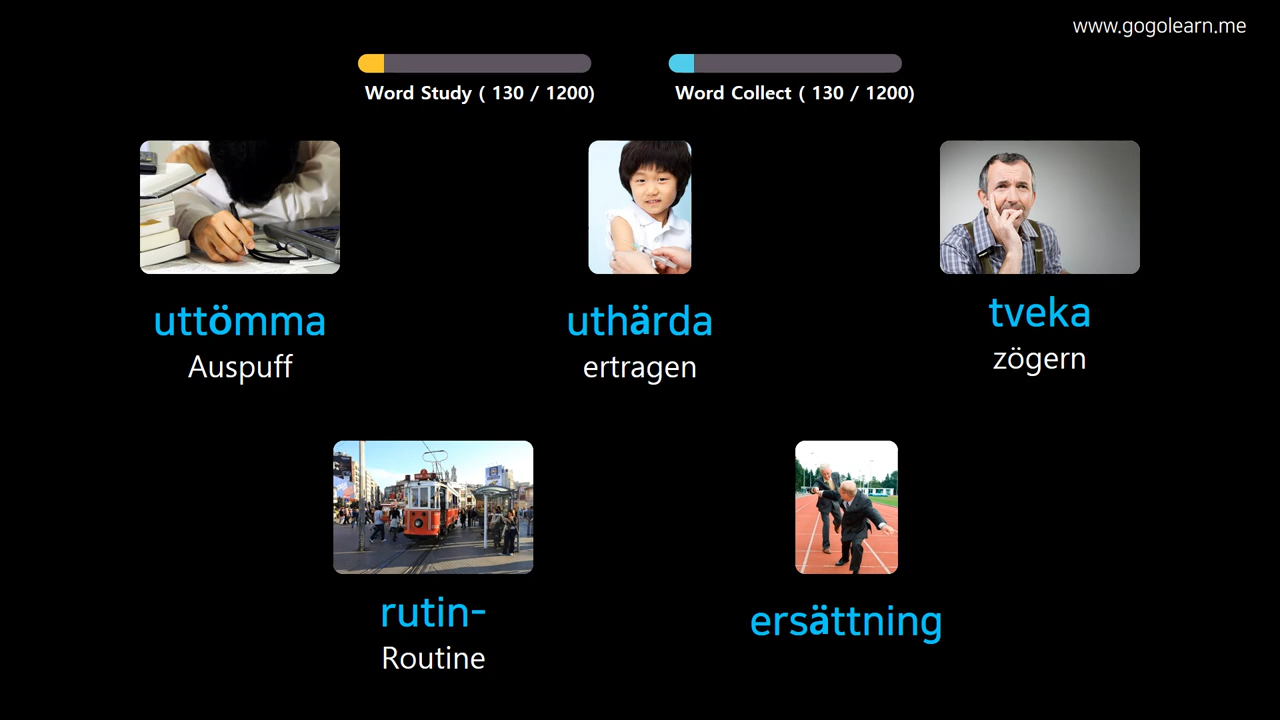 www.gogolearn.me
Word Study ( 130 / 1200)
Word Collect ( 130 / 1200)
uttömma
Auspuff
uthärda
ertragen
tveka
zögern
rutin-
Routine
ersättning